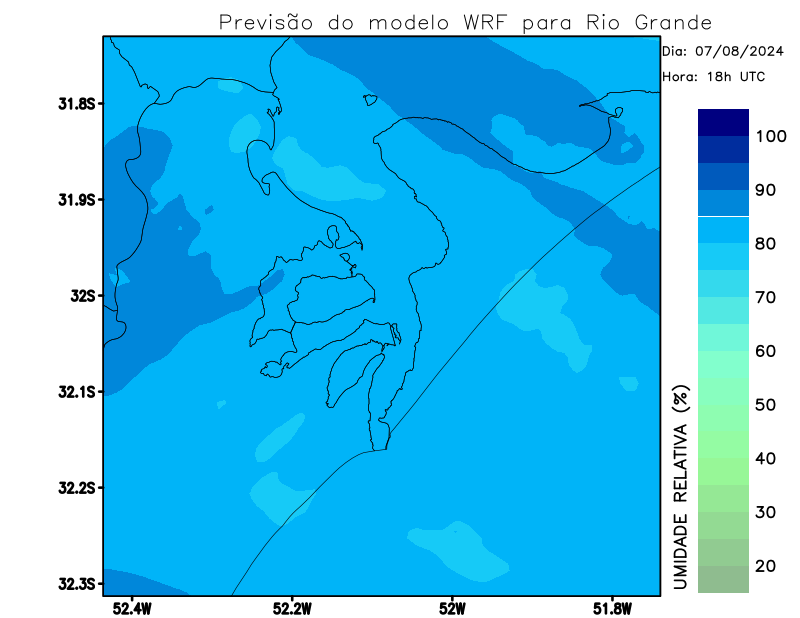 Previsão do modelo WRF para Rio Grande
Dia: 07/08/2024
Hora: 18h UTC
31.8S
31.9S
32S
32.1S
32.2S
32.3S
52.4W
52.2W
52W
51.8W
100
90
80
70
60
50
40
30
20
UMIDADE RELATIVA (%)